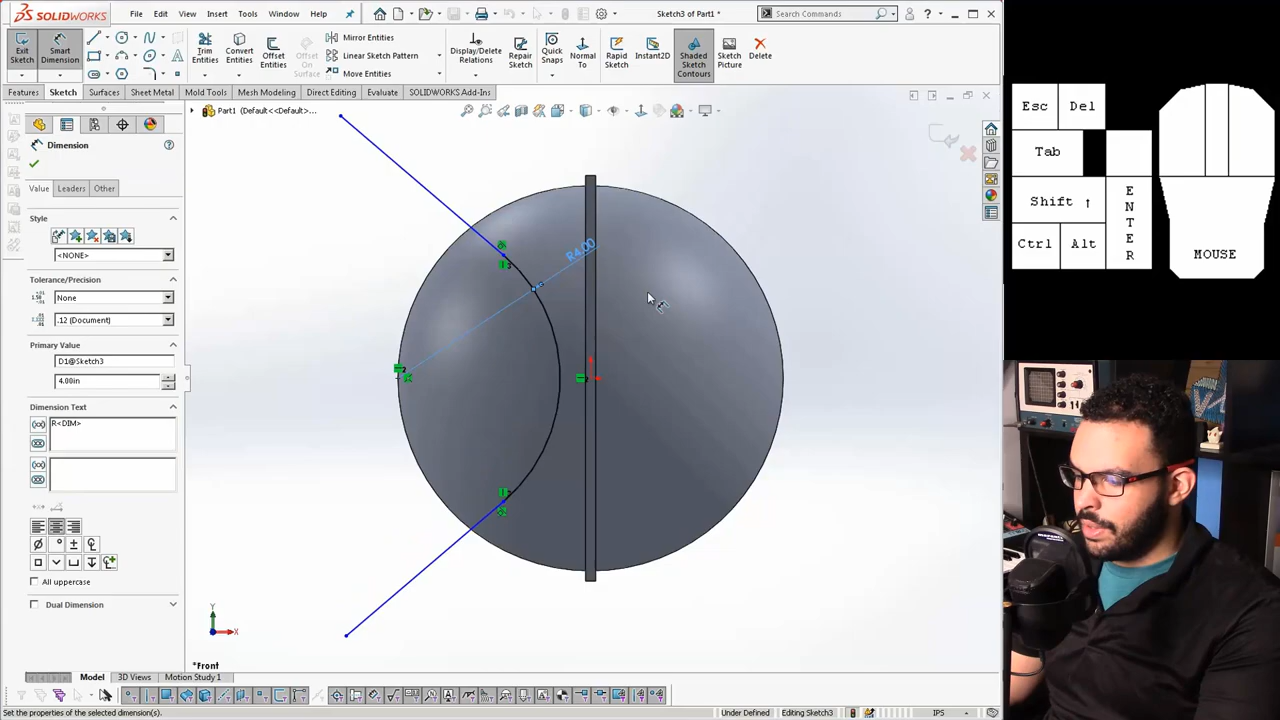 SOLIDWORKS File Edit View Insert Tools Window Help Sketch3 of Part1 Search Commands
Exit Sketch
Smart Dimension
Trim Entities
Convert Entities
Offset Entities
Offset On Surface
Mirror Entities
Linear Sketch Pattern
Move Entities
Display/Delete Relations
Repair Sketch
Quick Snaps
Normal To
Rapid Sketch
Instant2D
Shaded Sketch Contours
Sketch Picture
Delete
Features Sketch Surfaces Sheet Metal Mold Tools Direct Editing Evaluate SOLIDWORKS Add-Ins
Part1 (Default<<Default>...
Dimension
Value Leaders Other
Style
<NONE>
Tolerance/Precision
None
.12 (Document)
Primary Value
D1@Sketch3
4.00in
Dimension Text
R<DIM>
All uppercase
Dual Dimension
R4.00
Y
X
*Front
Model 3D Views Motion Study 1
Set the properties of the selected dimension(s). Under Defined Editing Sketch3 IPS
Esc Del
Tab
Shift ↑
Ctrl Alt
E
N
T
E
R
MOUSE